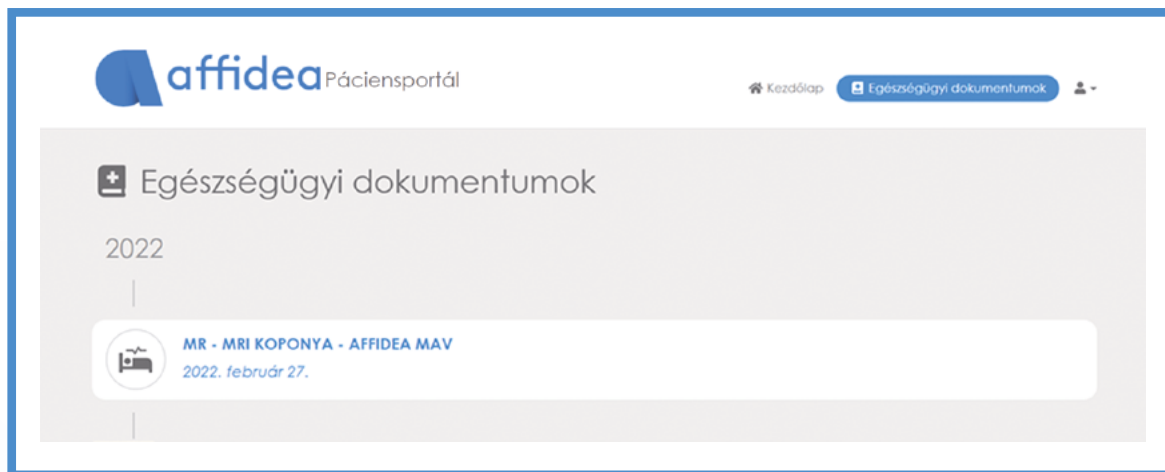 affidea Páciensportál
Kezdőlap Egészségügyi dokumentumok
Egészségügyi dokumentumok
2022
MR - MRI KOPONYA - AFFIDEA MAV
2022. február 27.